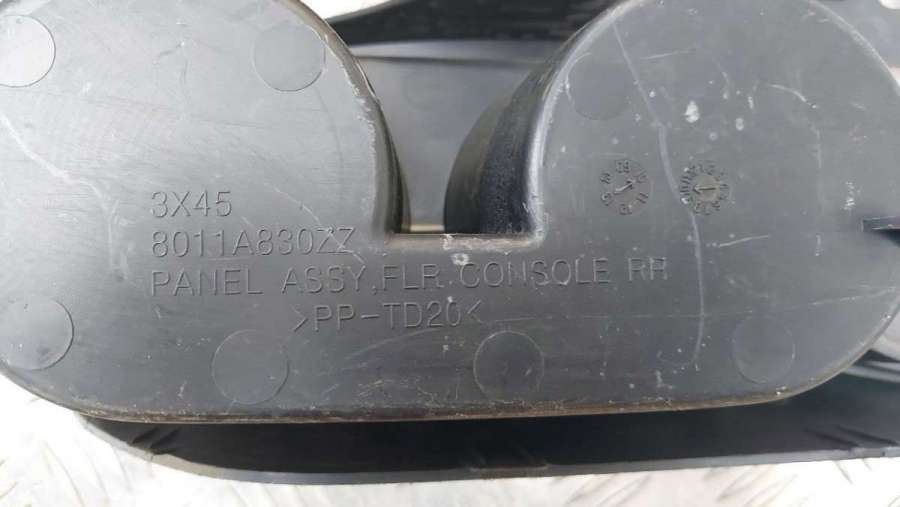 3X45
8011A830ZZ
PANEL ASSY,FLR CONSOLE RR
>PP-TD20<